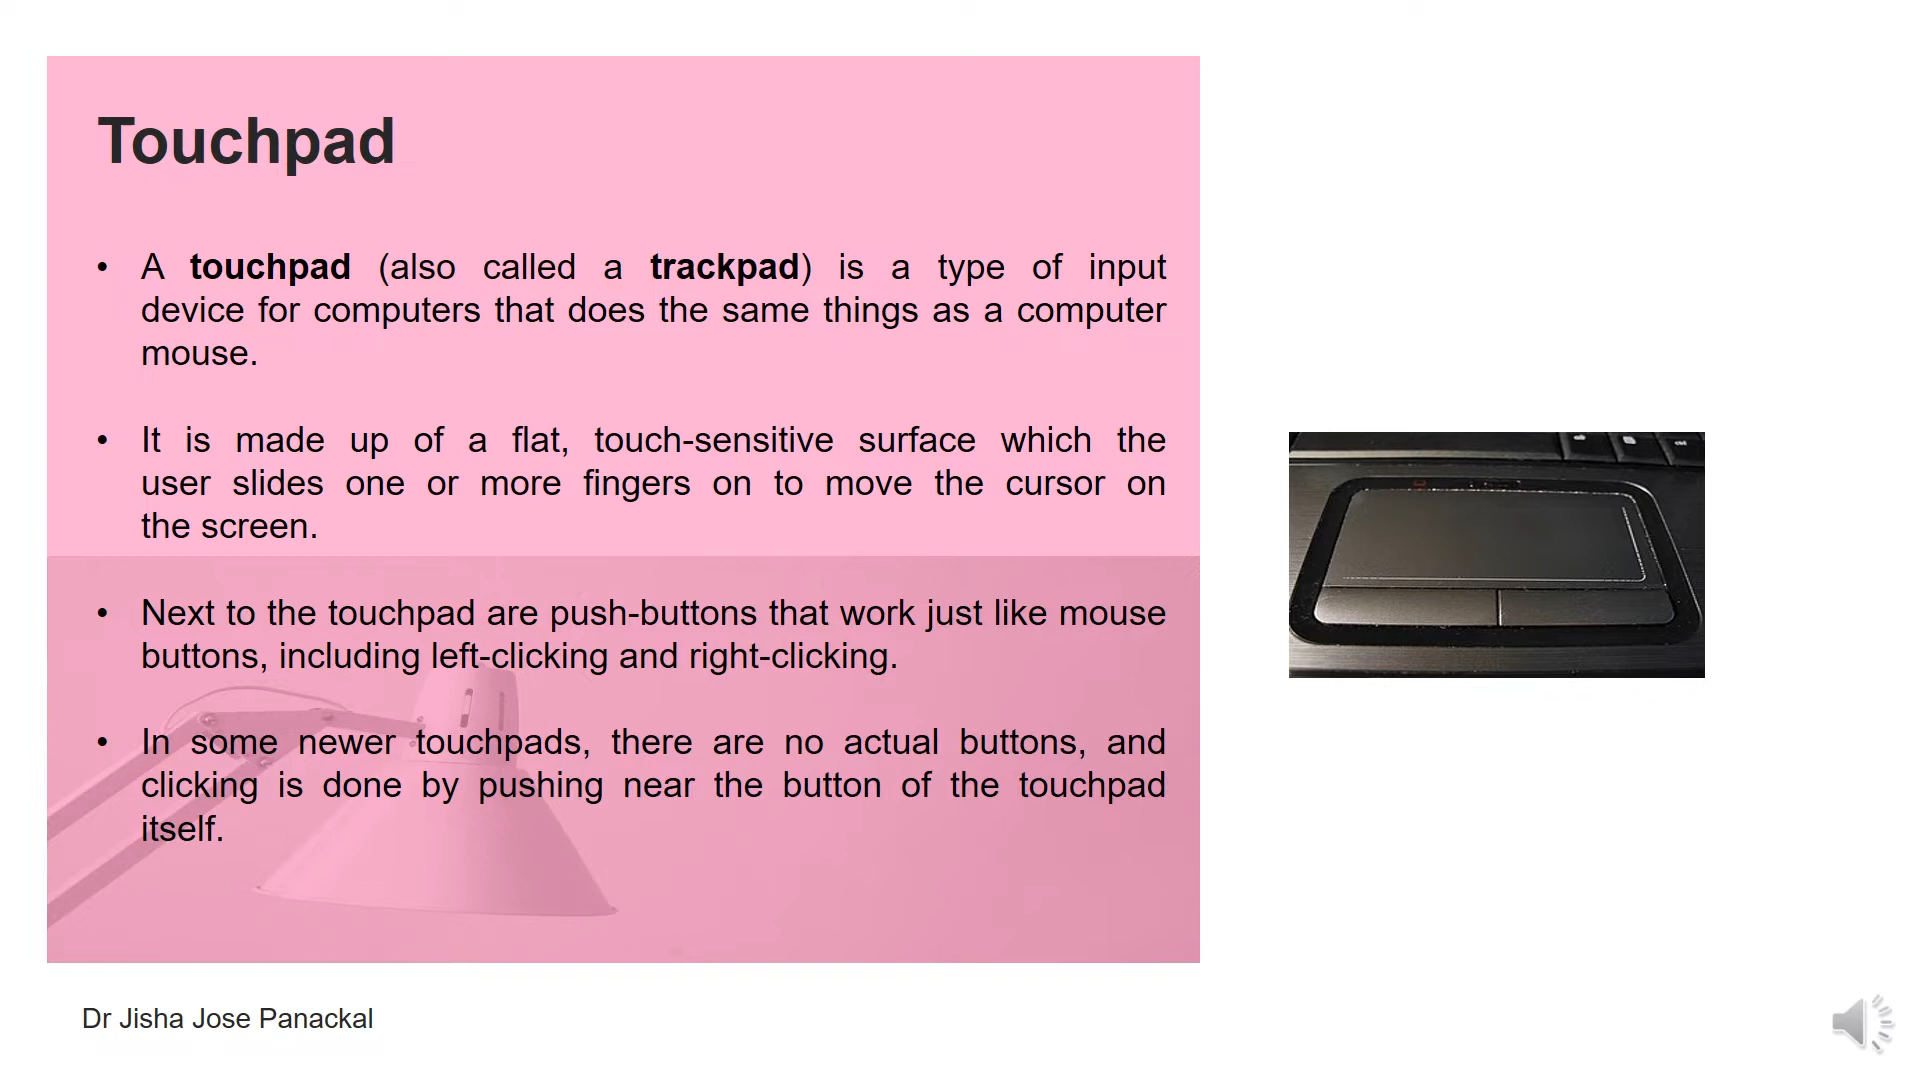 Touchpad
• A touchpad (also called a trackpad) is a type of input
device for computers that does the same things as a computer
mouse.
• It is made up of a flat, touch-sensitive surface which the
user slides one or more fingers on to move the cursor on
the screen.
• Next to the touchpad are push-buttons that work just like mouse
buttons, including left-clicking and right-clicking.
• In some newer touchpads, there are no actual buttons, and
clicking is done by pushing near the button of the touchpad
itself.
Dr Jisha Jose Panackal